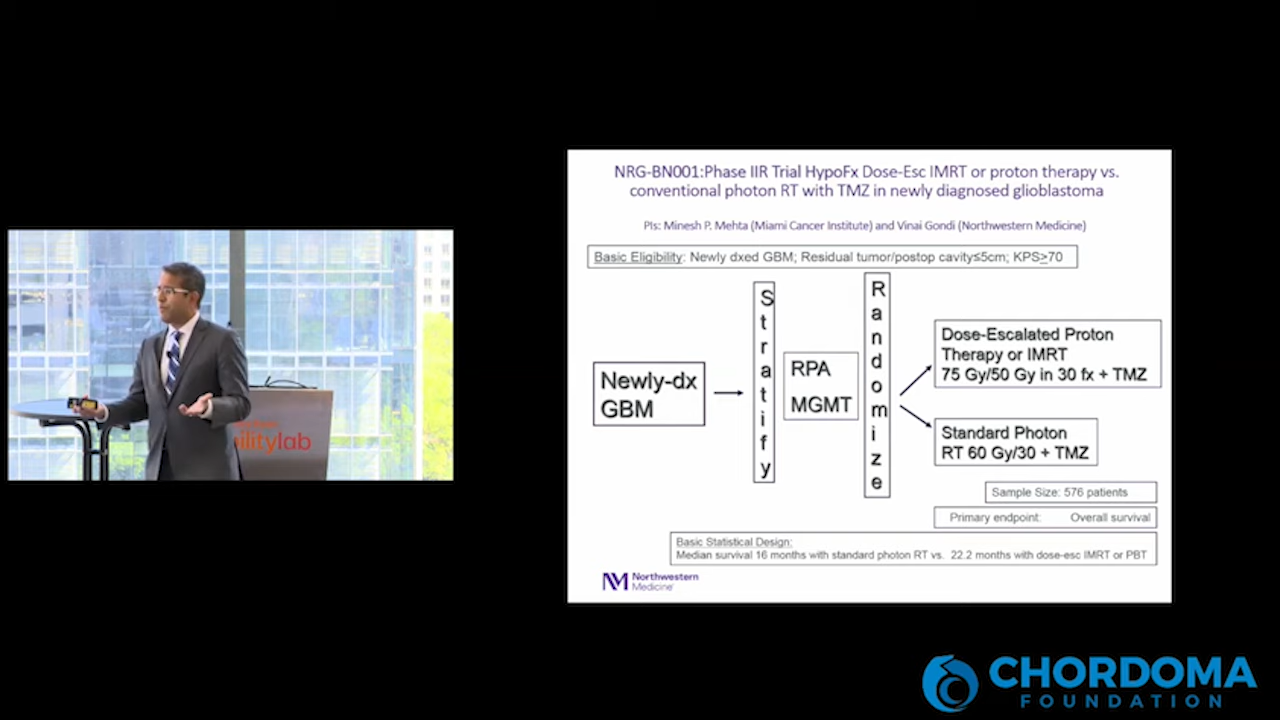 NRG-BN001:Phase IIR Trial HypoFx Dose-Esc IMRT or proton therapy vs.
conventional photon RT with TMZ in newly diagnosed glioblastoma
PIs: Minesh P. Mehta (Miami Cancer Institute) and Vinai Gondi (Northwestern Medicine)
Basic Eligibility: Newly dxed GBM; Residual tumor/postop cavity≤5cm; KPS≥70
Newly-dx
GBM
Stratify
RPA
MGMT
Randomize
Dose-Escalated Proton
Therapy or IMRT
75 Gy/50 Gy in 30 fx + TMZ
Standard Photon
RT 60 Gy/30 + TMZ
Sample Size: 576 patients
Primary endpoint: Overall survival
Basic Statistical Design:
Median survival 16 months with standard photon RT vs. 22.2 months with dose-esc IMRT or PBT
NM Northwestern
Medicine
ilitylab
CHORDOMA
FOUNDATION